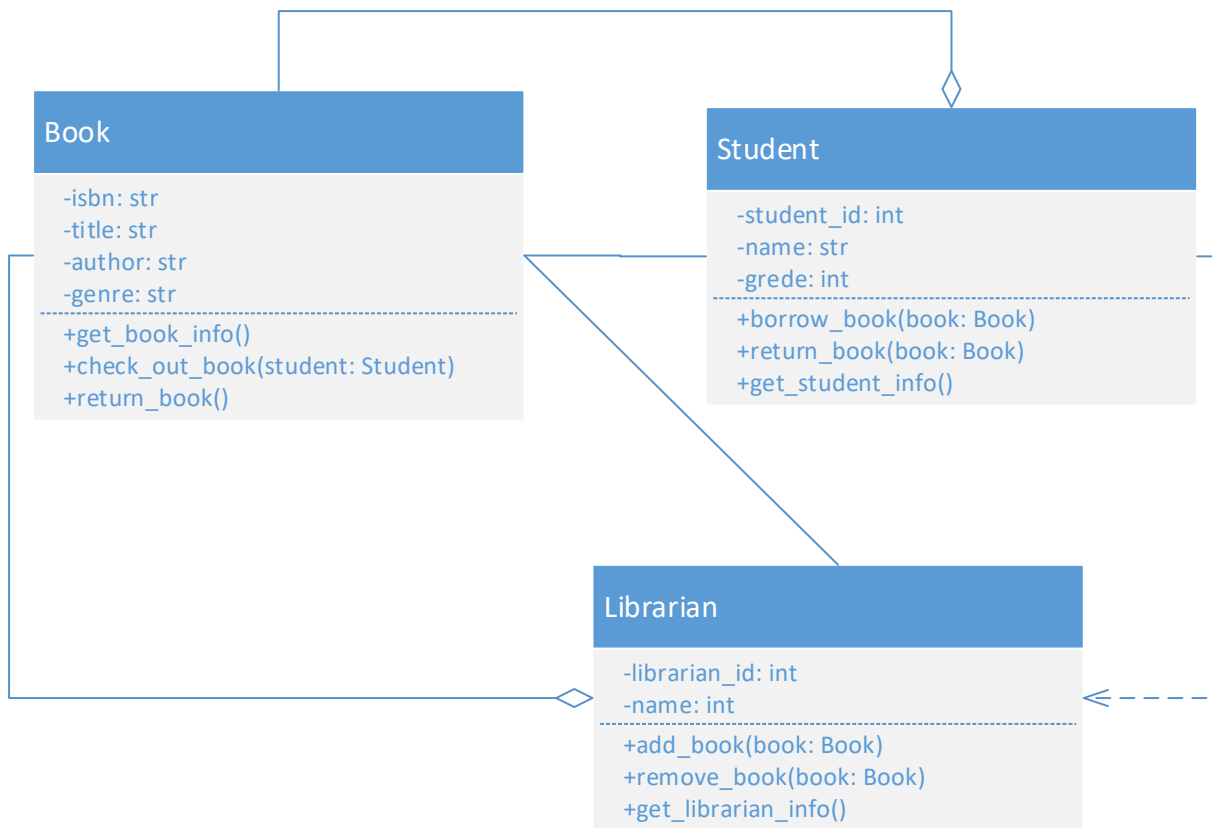 Book
-isbn: str
-title: str
-author: str
-genre: str
+get_book_info()
+check_out_book(student: Student)
+return_book()
Student
-student_id: int
-name: str
-grede: int
+borrow_book(book: Book)
+return_book(book: Book)
+get_student_info()
Librarian
-librarian_id: int
-name: int
+add_book(book: Book)
+remove_book(book: Book)
+get_librarian_info()